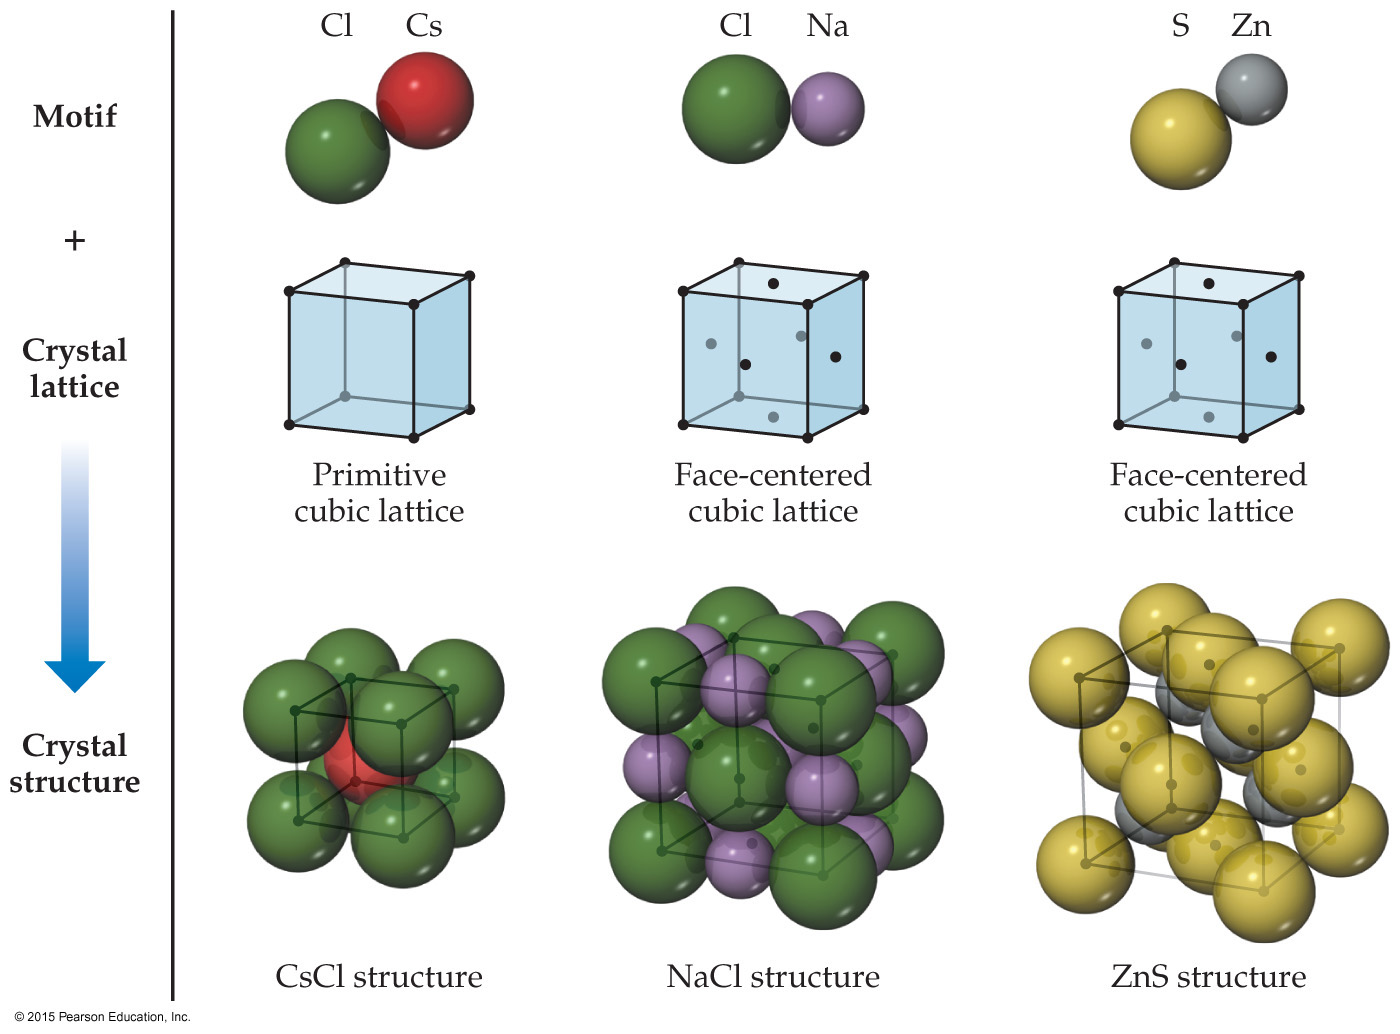 Cl Cs Cl Na S Zn
Motif
+
Crystal
lattice
Primitive
cubic lattice
Face-centered
cubic lattice
Face-centered
cubic lattice
Crystal
structure
CsCl structure
NaCl structure
ZnS structure
© 2015 Pearson Education, Inc.